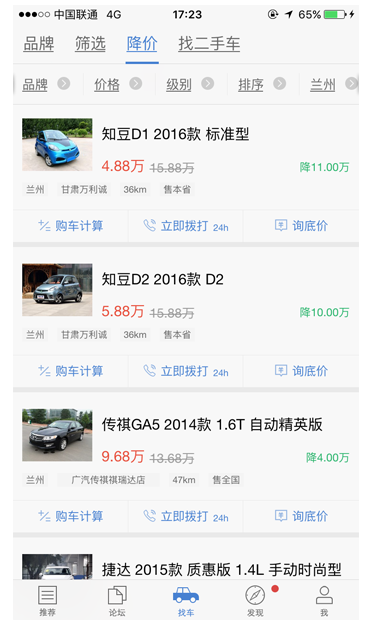 中国联通 4G 17:23 65%
品牌 筛选 降价 找二手车
品牌 价格 级别 排序 兰州
知豆D1 2016款 标准型
4.88万 15.88万 降11.00万
兰州 甘肃万利诚 36km 售本省
购车计算 立即拨打 24h 询底价
知豆D2 2016款 D2
5.88万 15.88万 降10.00万
兰州 甘肃万利诚 36km 售本省
购车计算 立即拨打 24h 询底价
传祺GA5 2014款 1.6T 自动精英版
9.68万 13.68万 降4.00万
兰州 广汽传祺祺瑞达店 47km 售全国
购车计算 立即拨打 24h 询底价
捷达 2015款 质惠版 1.4L 手动时尚型
推荐 论坛 找车 发现 我